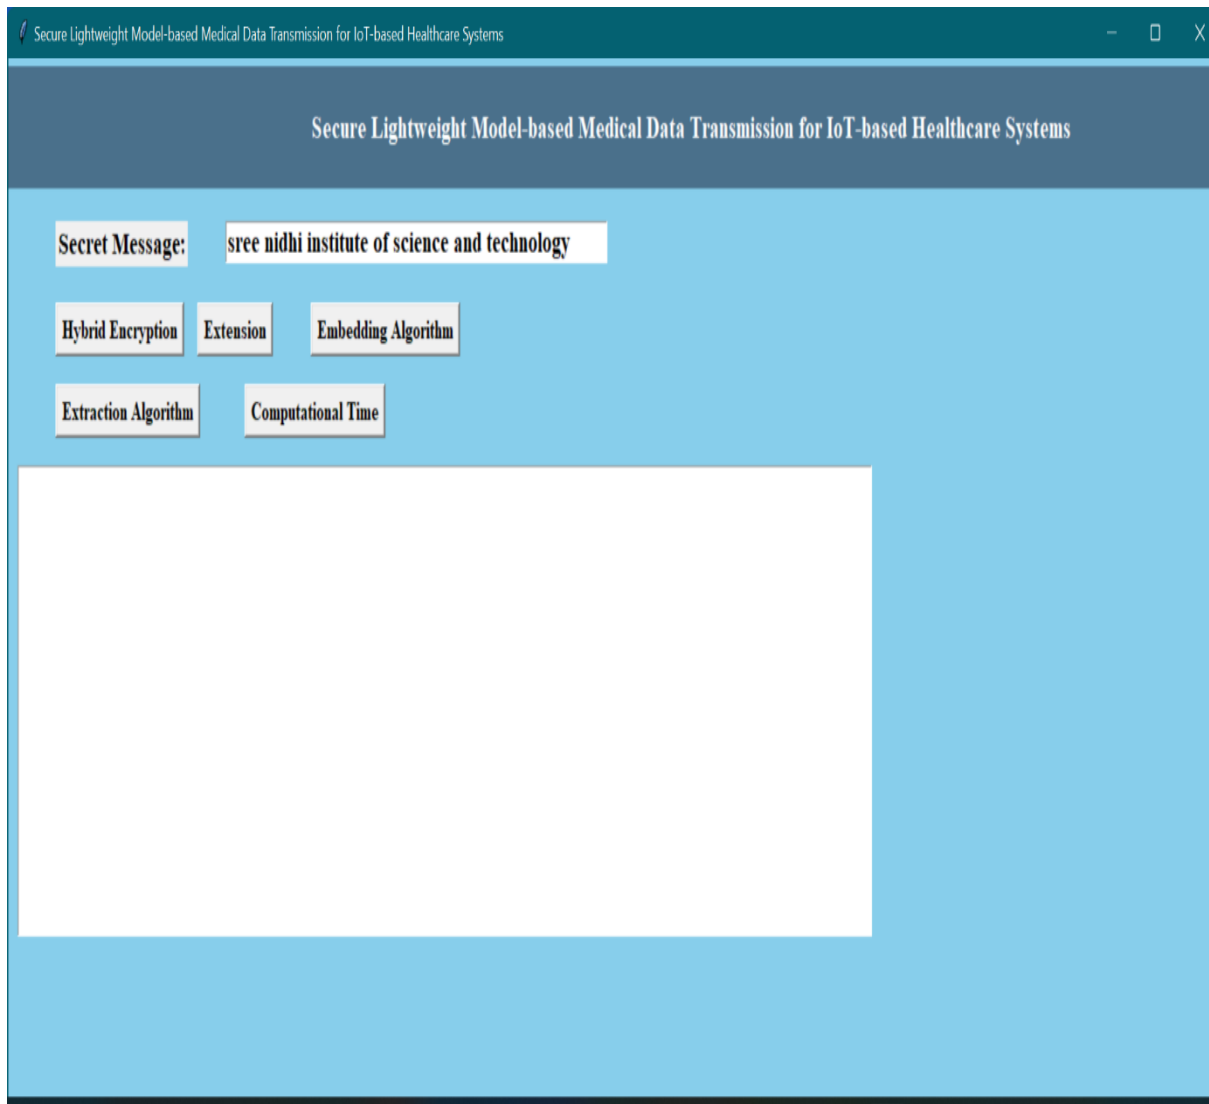 Secure Lightweight Model-based Medical Data Transmission for IoT-based Healthcare Systems
Secure Lightweight Model-based Medical Data Transmission for IoT-based Healthcare Systems
Secret Message: sree nidhi institute of science and technology
Hybrid Encryption Extension Embedding Algorithm
Extraction Algorithm Computational Time